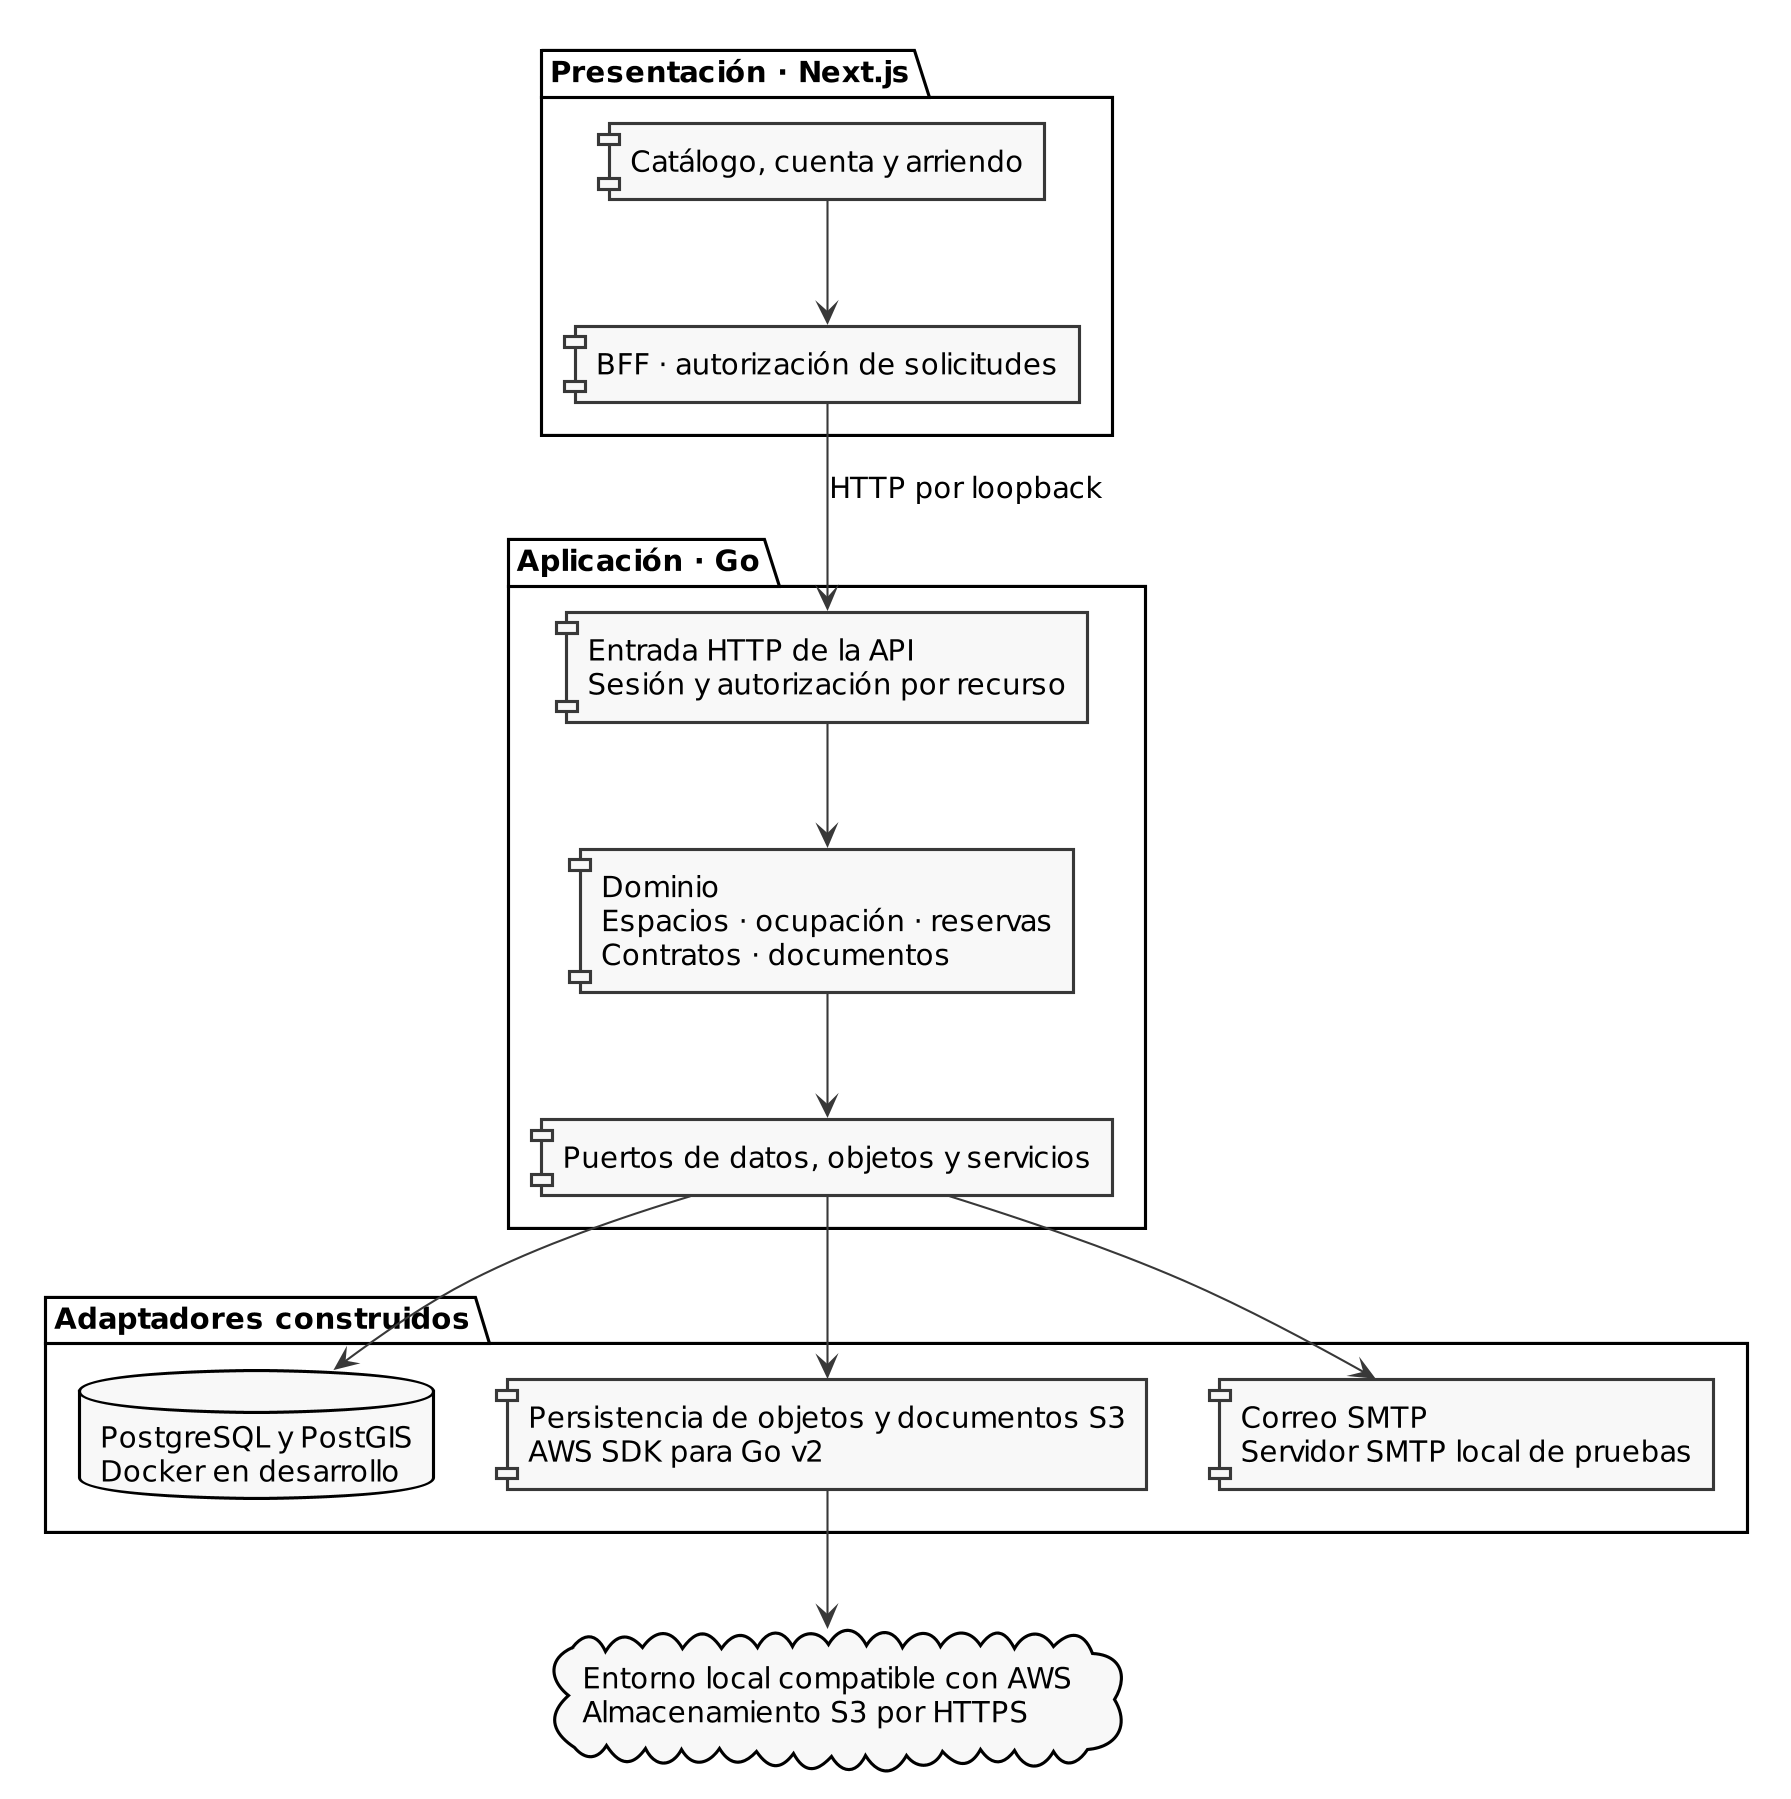 Presentación · Next.js
Catálogo, cuenta y arriendo
BFF · autorización de solicitudes
HTTP por loopback
Aplicación · Go
Entrada HTTP de la API
Sesión y autorización por recurso
Dominio
Espacios · ocupación · reservas
Contratos · documentos
Puertos de datos, objetos y servicios
Adaptadores construidos
PostgreSQL y PostGIS
Docker en desarrollo
Persistencia de objetos y documentos S3
AWS SDK para Go v2
Correo SMTP
Servidor SMTP local de pruebas
Entorno local compatible con AWS
Almacenamiento S3 por HTTPS